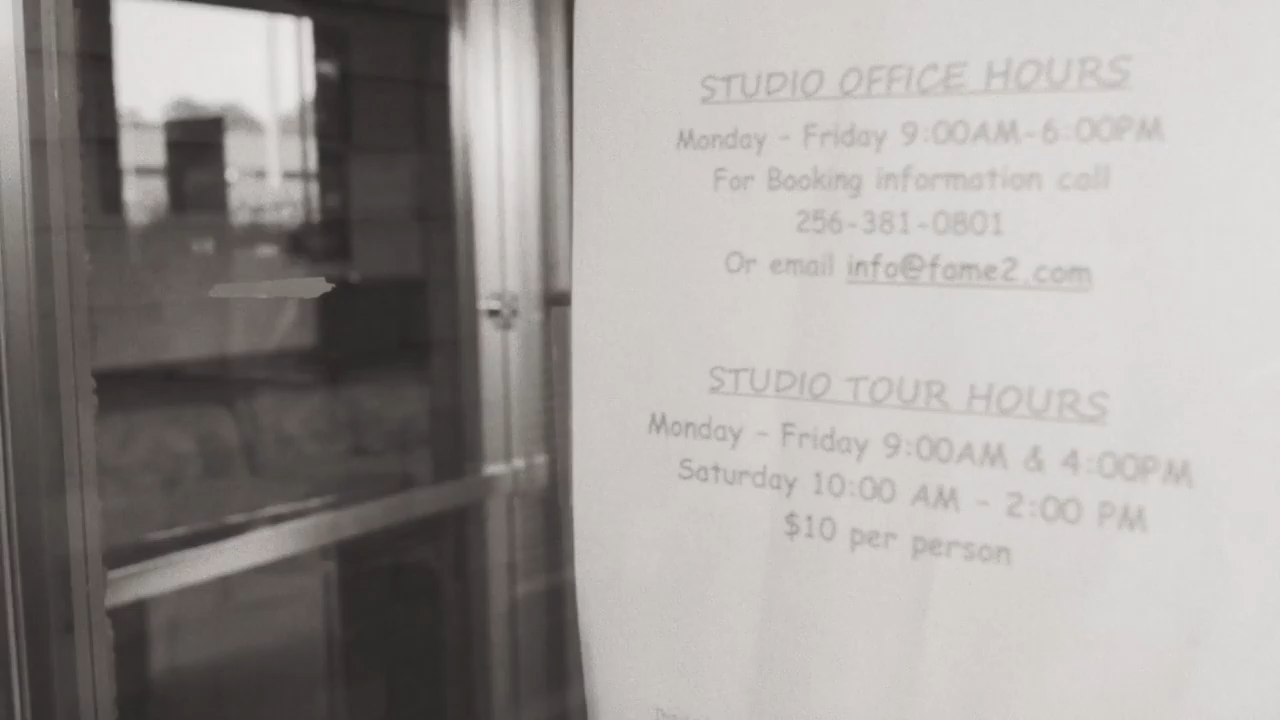 STUDIO OFFICE HOURS
Monday - Friday 9:00AM-6:00PM
For Booking information call
256-381-0801
Or email info@fame2.com
STUDIO TOUR HOURS
Monday - Friday 9:00AM & 4:00PM
Saturday 10:00 AM - 2:00 PM
$10 per person